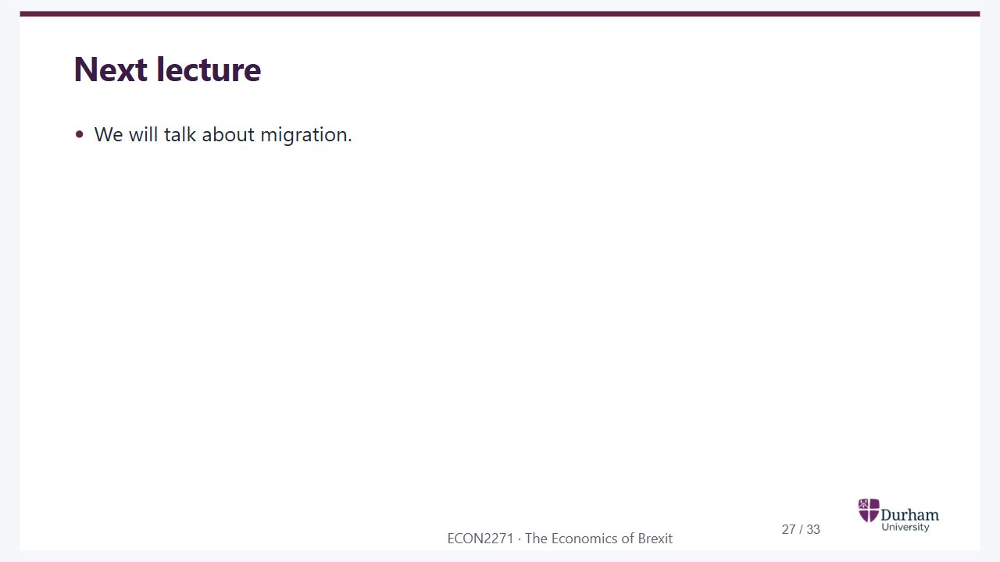 Next lecture
• We will talk about migration.
ECON2271 · The Economics of Brexit
27 / 33
Durham
University